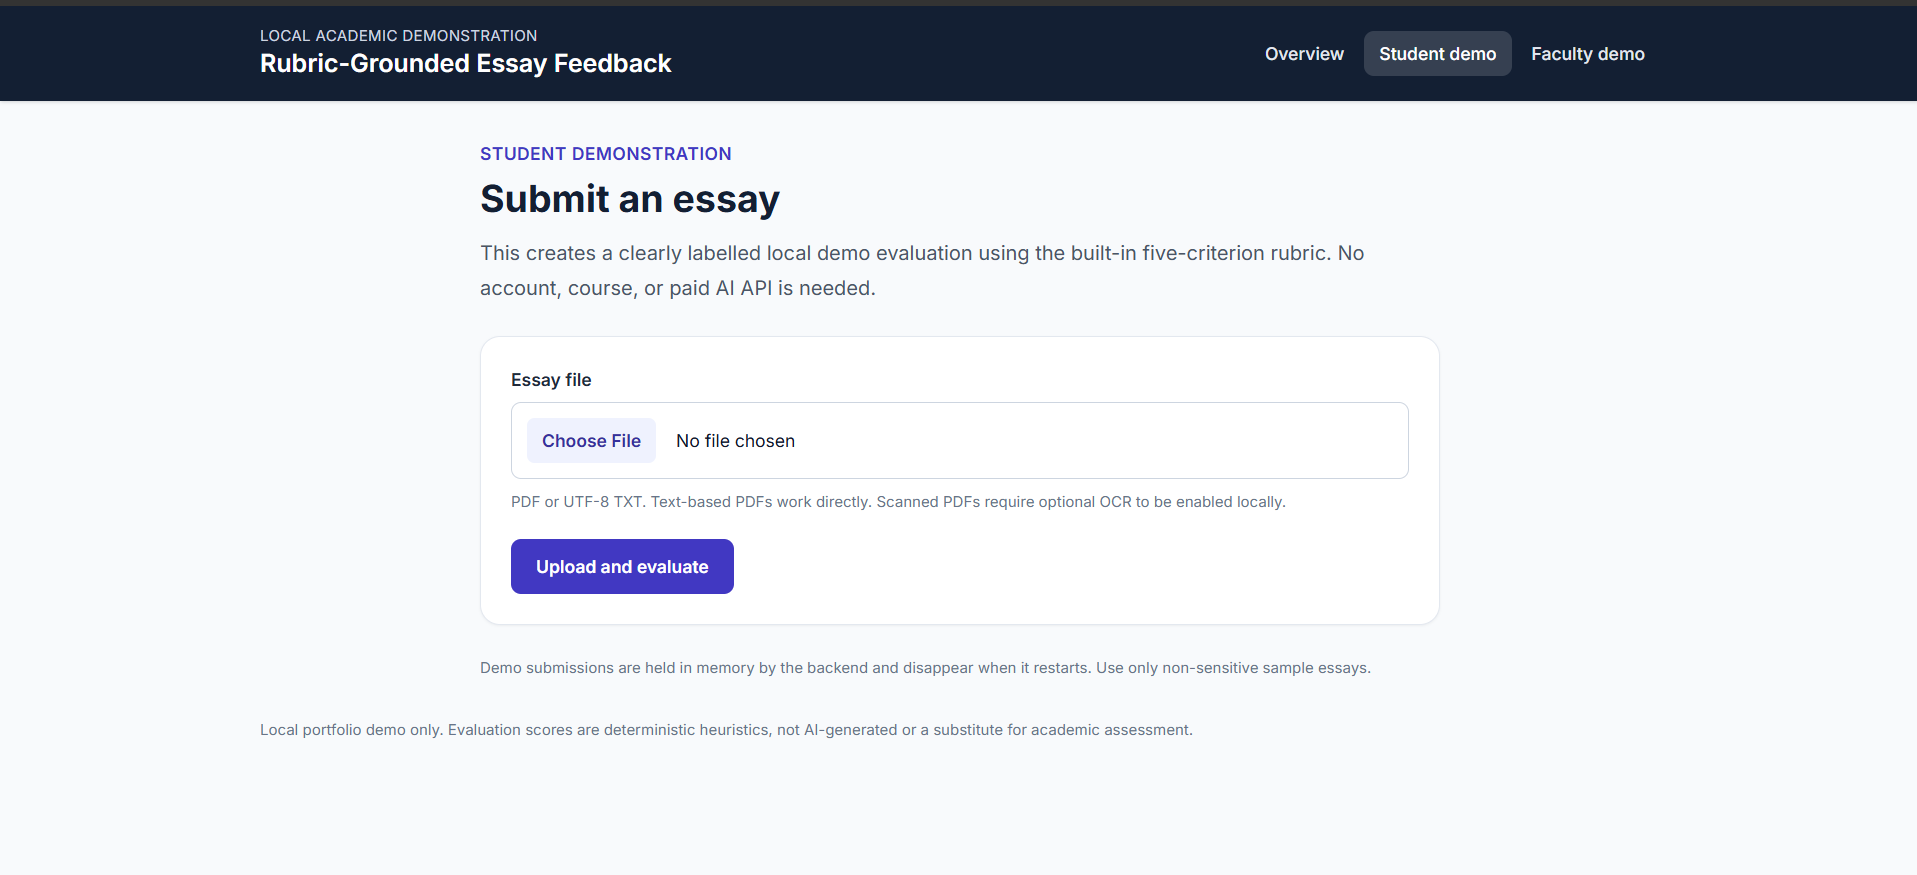 LOCAL ACADEMIC DEMONSTRATION
Rubric-Grounded Essay Feedback
Overview
Student demo
Faculty demo
STUDENT DEMONSTRATION
Submit an essay
This creates a clearly labelled local demo evaluation using the built-in five-criterion rubric. No
account, course, or paid AI API is needed.
Essay file
Choose File
No file chosen
PDF or UTF-8 TXT. Text-based PDFs work directly. Scanned PDFs require optional OCR to be enabled locally.
Upload and evaluate
Demo submissions are held in memory by the backend and disappear when it restarts. Use only non-sensitive sample essays.
Local portfolio demo only. Evaluation scores are deterministic heuristics, not AI-generated or a substitute for academic assessment.